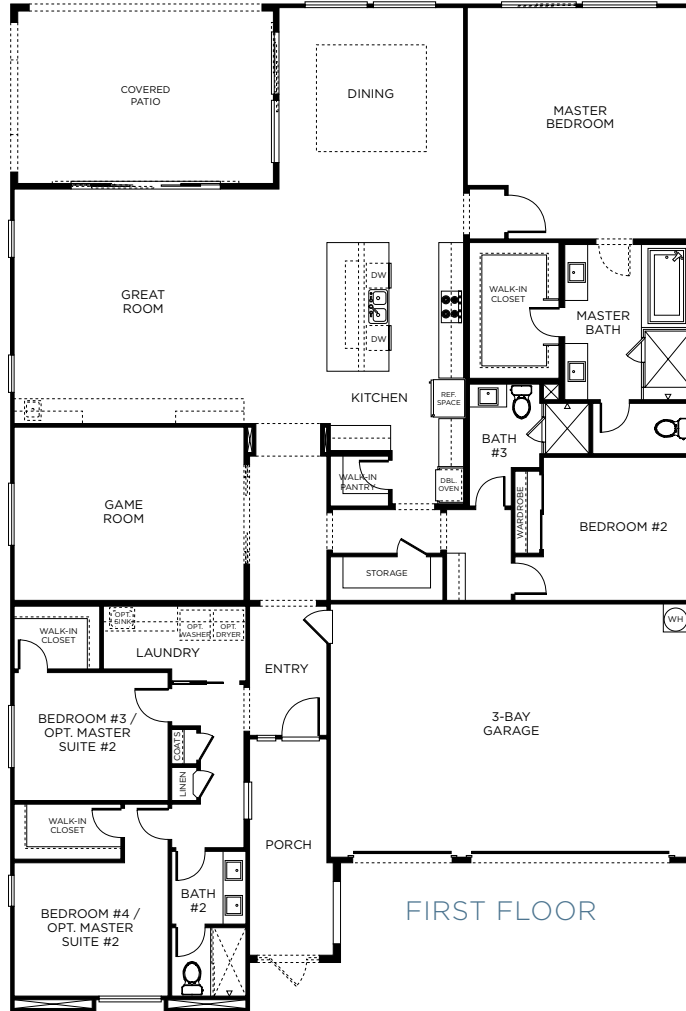 COVERED
PATIO
DINING
MASTER
BEDROOM
GREAT
ROOM
DW
DW
WALK-IN
CLOSET
MASTER
BATH
KITCHEN
REF.
SPACE
BATH
#3
WALK-IN
PANTRY
DBL.
OVEN
GAME
ROOM
WARDROBE
BEDROOM #2
STORAGE
OPT.
SINK
OPT.
WASHER
OPT.
DRYER
WH
WALK-IN
CLOSET
LAUNDRY
ENTRY
BEDROOM #3 /
OPT. MASTER
SUITE #2
COATS
LINEN
3-BAY
GARAGE
WALK-IN
CLOSET
PORCH
BATH
#2
BEDROOM #4 /
OPT. MASTER
SUITE #2
FIRST FLOOR